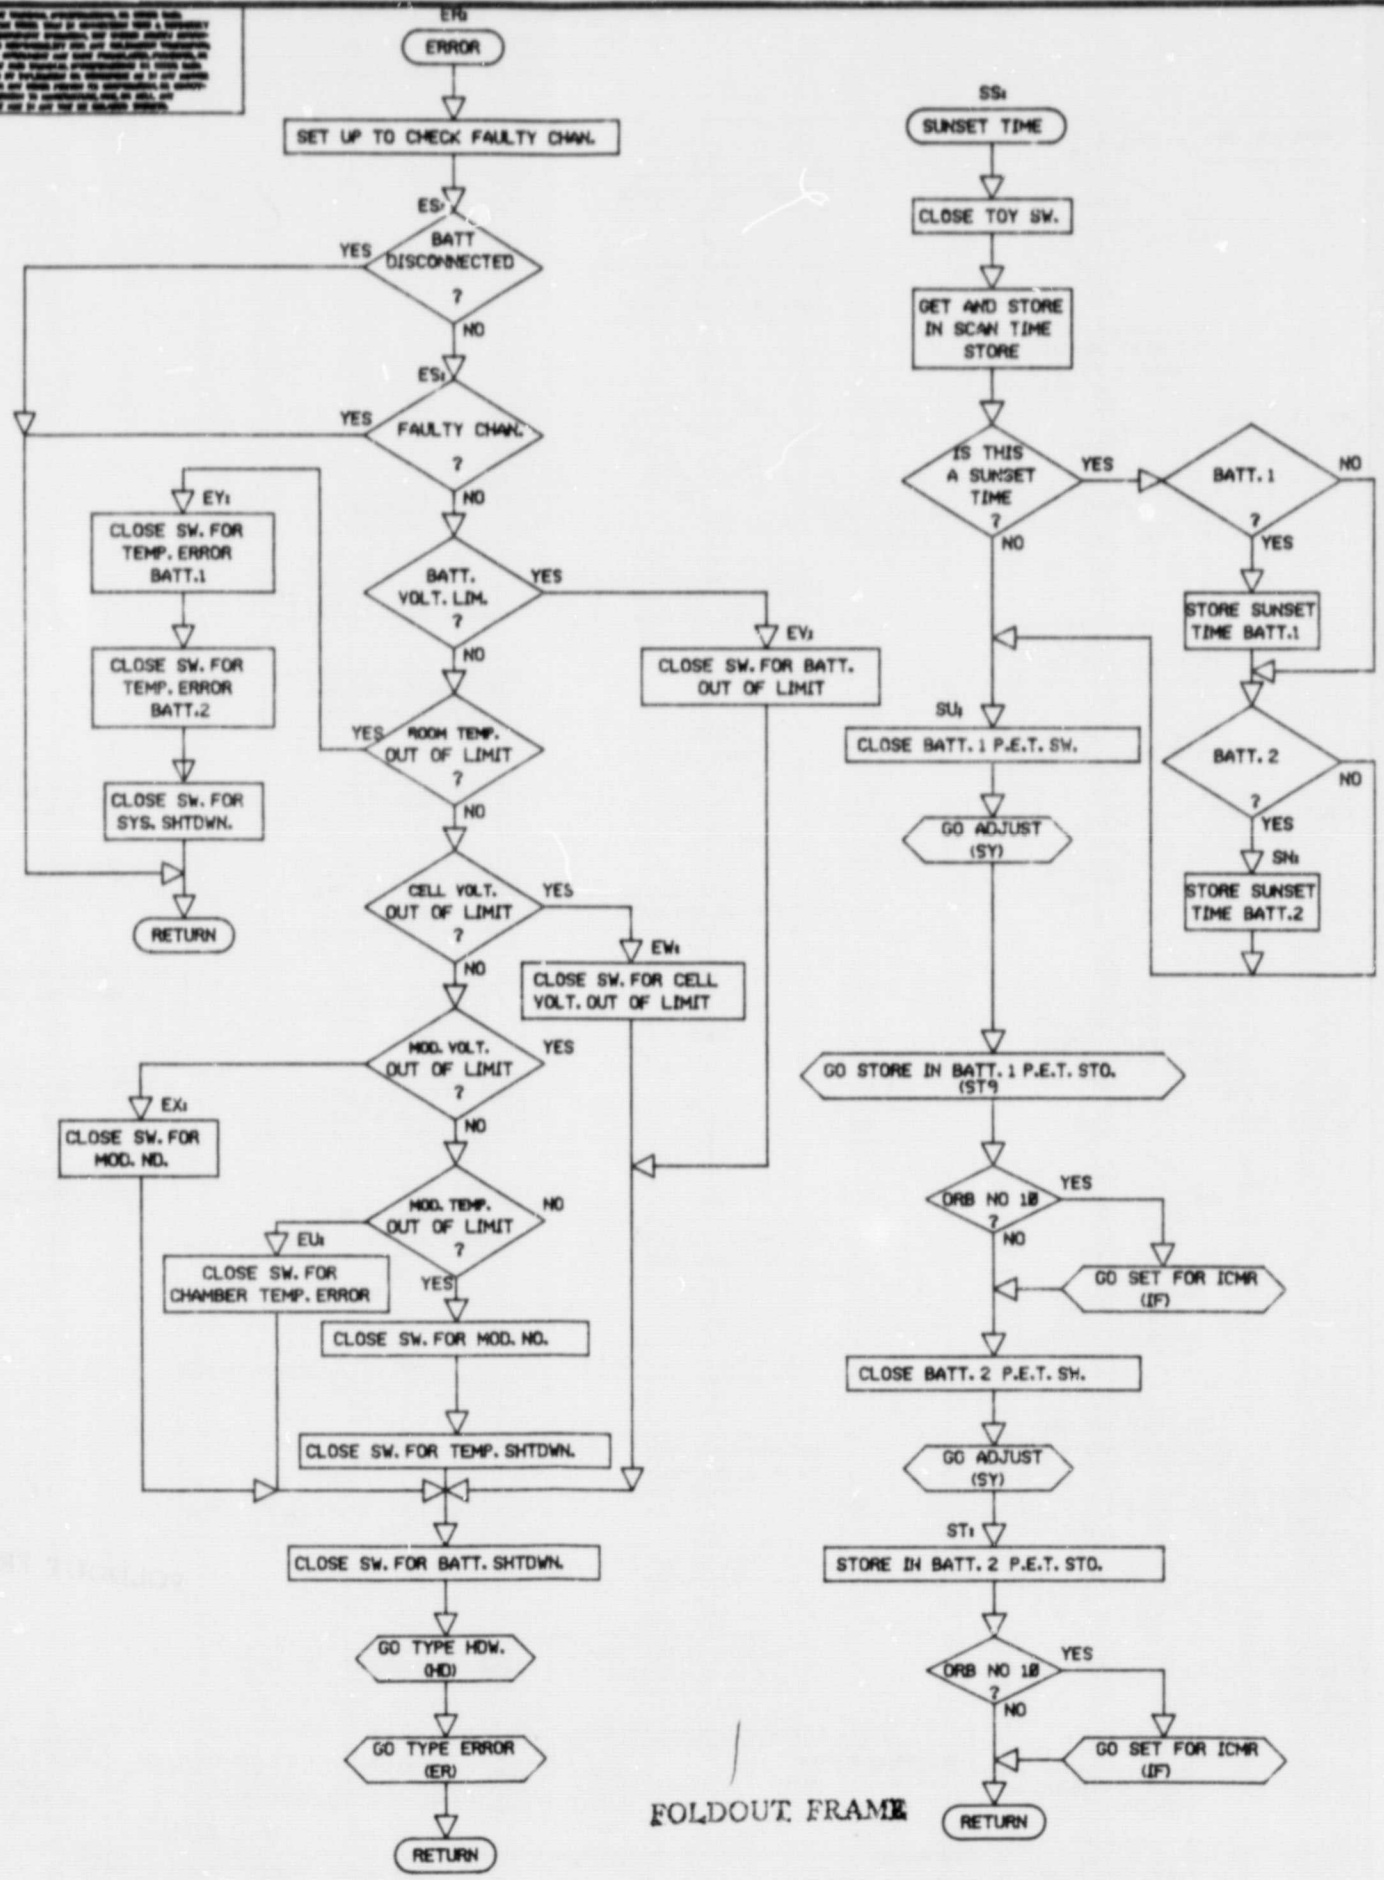 ER:
ERROR
SET UP TO CHECK FAULTY CHAN.
ES:
BATT
DISCONNECTED
?
YES
NO
ES:
FAULTY CHAN.
?
YES
NO
EY:
CLOSE SW. FOR
TEMP. ERROR
BATT.1
CLOSE SW. FOR
TEMP. ERROR
BATT.2
CLOSE SW. FOR
SYS. SHTDWN.
RETURN
BATT.
VOLT. LIM.
?
YES
NO
EV:
CLOSE SW. FOR BATT.
OUT OF LIMIT
ROOM TEMP.
OUT OF LIMIT
?
YES
NO
CELL VOLT.
OUT OF LIMIT
?
YES
NO
EW:
CLOSE SW. FOR CELL
VOLT. OUT OF LIMIT
MOD. VOLT.
OUT OF LIMIT
?
YES
NO
EX:
CLOSE SW. FOR
MOD. NO.
MOD. TEMP.
OUT OF LIMIT
?
NO
YES
EU:
CLOSE SW. FOR
CHAMBER TEMP. ERROR
CLOSE SW. FOR MOD. NO.
CLOSE SW. FOR TEMP. SHTDWN.
CLOSE SW. FOR BATT. SHTDWN.
GO TYPE HDW.
(HD)
GO TYPE ERROR
(ER)
RETURN
SS:
SUNSET TIME
CLOSE TOY SW.
GET AND STORE
IN SCAN TIME
STORE
IS THIS
A SUNSET
TIME
?
YES
NO
BATT. 1
?
NO
YES
STORE SUNSET
TIME BATT.1
BATT. 2
?
NO
YES
SN:
STORE SUNSET
TIME BATT.2
SU:
CLOSE BATT. 1 P.E.T. SW.
GO ADJUST
(SY)
GO STORE IN BATT. 1 P.E.T. STO.
(ST9
ORB NO 10
?
YES
NO
GO SET FOR ICMR
(IF)
CLOSE BATT. 2 P.E.T. SW.
GO ADJUST
(SY)
ST:
STORE IN BATT. 2 P.E.T. STO.
ORB NO 10
?
YES
NO
GO SET FOR ICMR
(IF)
RETURN
FOLDOUT FRAME